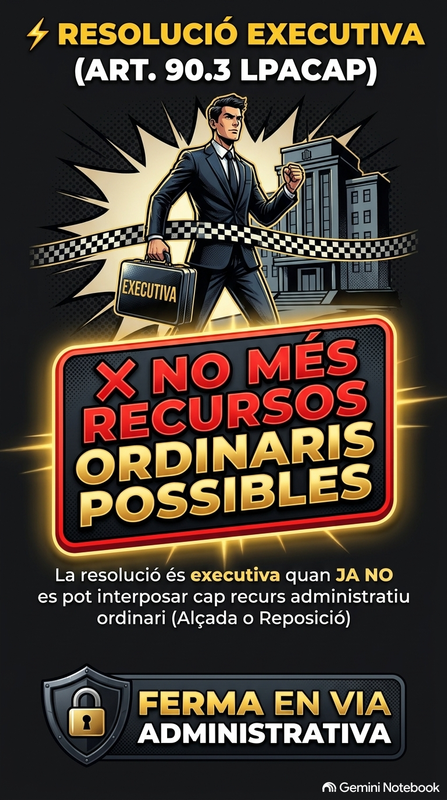 ⚡ RESOLUCIÓ EXECUTIVA
(ART. 90.3 LPACAP)
EXECUTIVA
❌ NO MÉS
RECURSOS
ORDINARIS
POSSIBLES
La resolució és executiva quan JA NO
es pot interposar cap recurs administratiu
ordinari (Alçada o Reposició)
FERMA EN VIA
ADMINISTRATIVA
Gemini Notebook